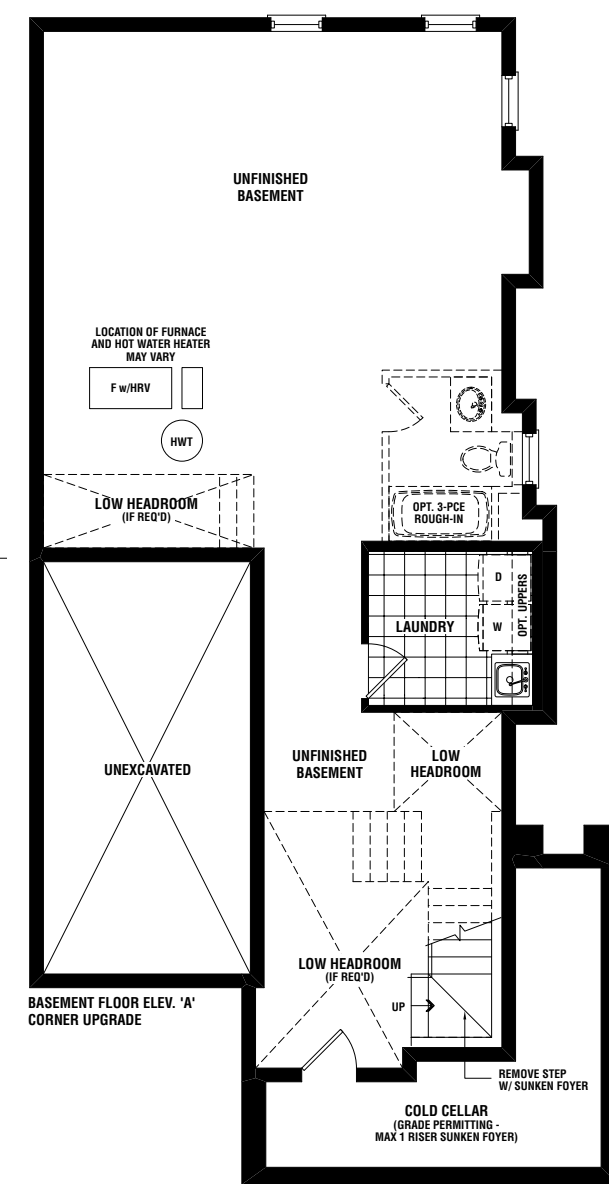 UNFINISHED
BASEMENT
LOCATION OF FURNACE
AND HOT WATER HEATER
MAY VARY
F w/HRV
HWT
LOW HEADROOM
(IF REQ'D)
OPT. 3-PCE
ROUGH-IN
D
OPT. UPPERS
LAUNDRY
W
UNEXCAVATED
UNFINISHED
BASEMENT
LOW
HEADROOM
LOW HEADROOM
(IF REQ'D)
UP
BASEMENT FLOOR ELEV. 'A'
CORNER UPGRADE
REMOVE STEP
W/ SUNKEN FOYER
COLD CELLAR
(GRADE PERMITTING -
MAX 1 RISER SUNKEN FOYER)